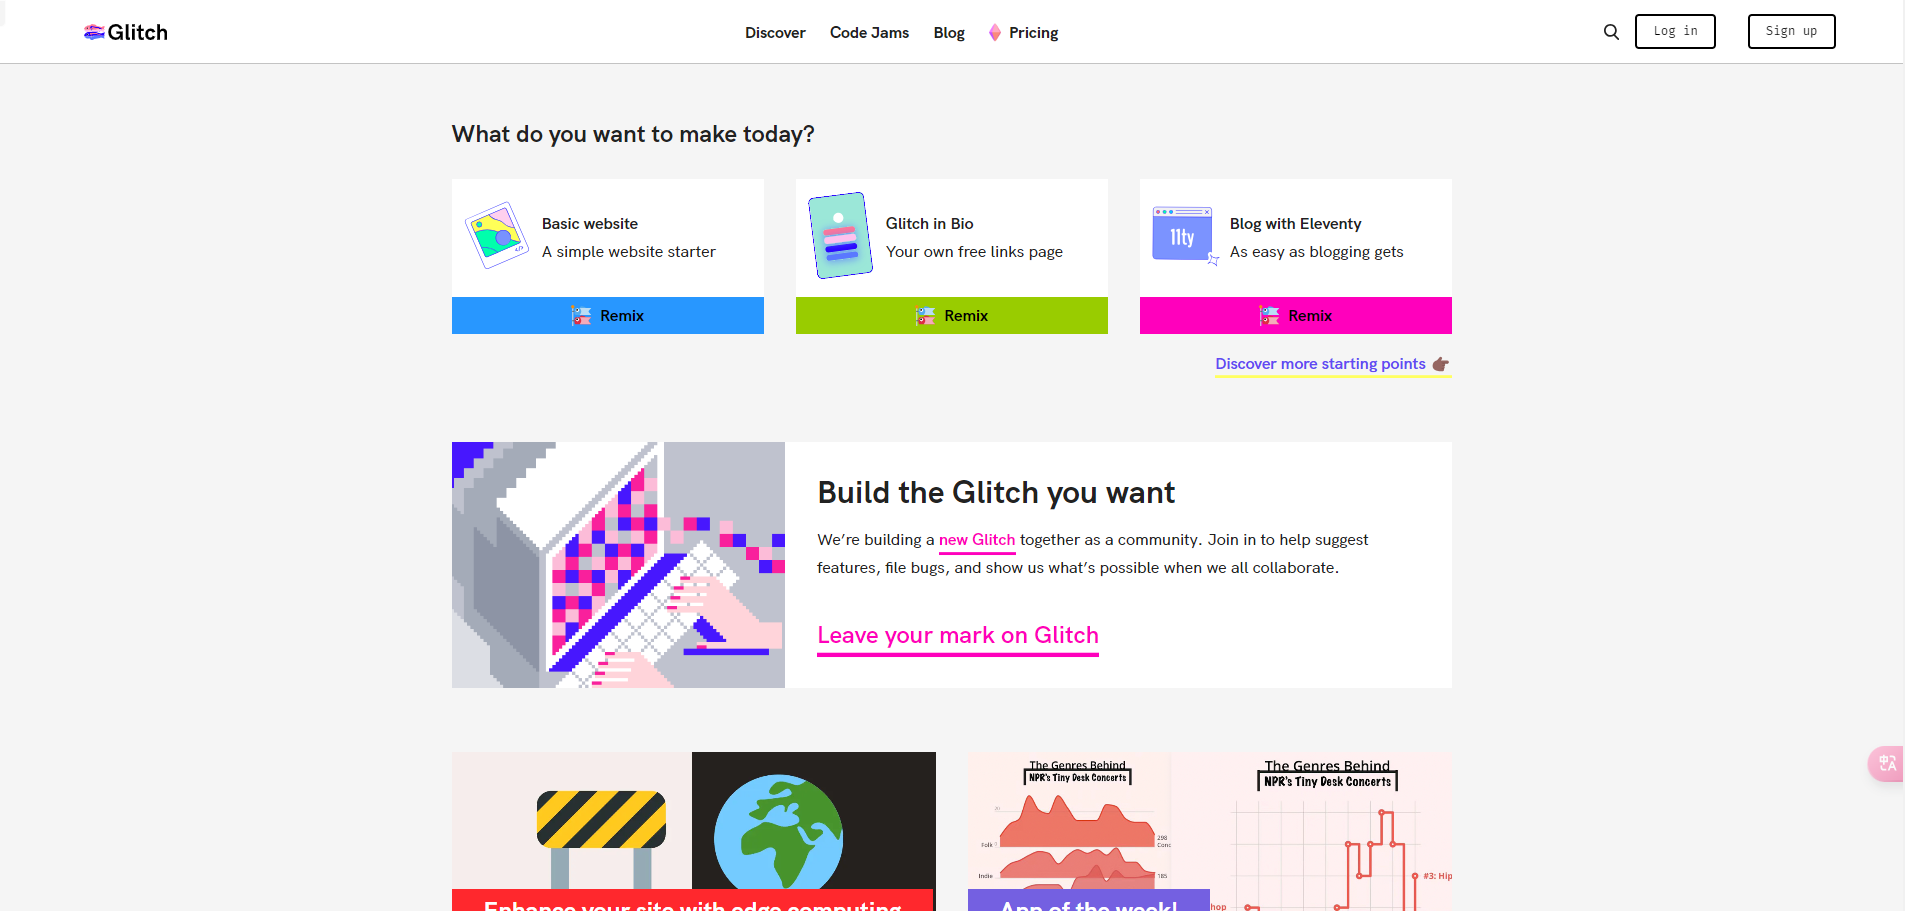 Glitch
Discover
Code Jams
Blog
Pricing
Log in
Sign up
What do you want to make today?
Basic website
A simple website starter
Remix
Glitch in Bio
Your own free links page
Remix
11ty
Blog with Eleventy
As easy as blogging gets
Remix
Discover more starting points
Build the Glitch you want
We’re building a new Glitch together as a community. Join in to help suggest
features, file bugs, and show us what’s possible when we all collaborate.
Leave your mark on Glitch
Enhance your site with edge computing
The Genres Behind
NPR's Tiny Desk Concerts
Folk
298
Conc
Indie
185
App of the week!
The Genres Behind
NPR's Tiny Desk Concerts
#3: Hip
hop